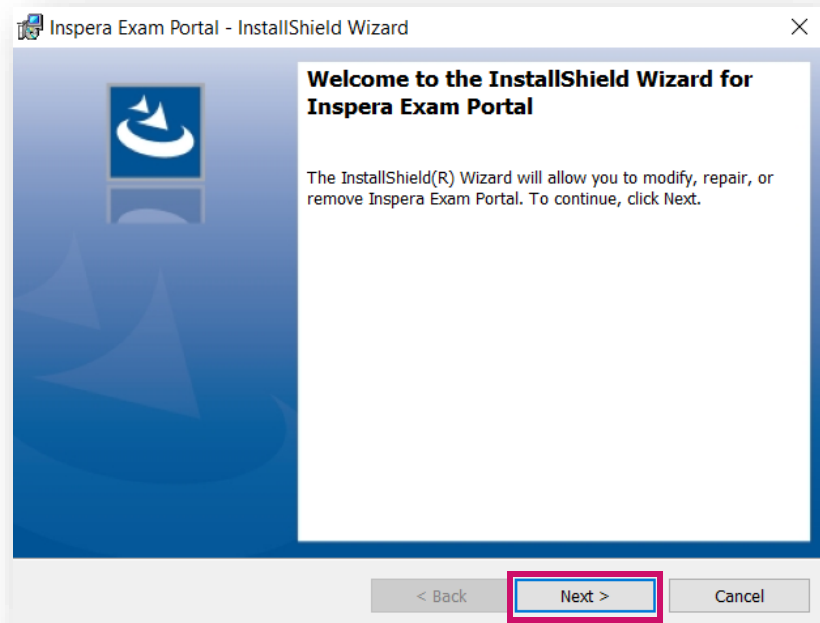 Inspera Exam Portal - InstallShield Wizard
Welcome to the InstallShield Wizard for
Inspera Exam Portal
The InstallShield(R) Wizard will allow you to modify, repair, or
remove Inspera Exam Portal. To continue, click Next.
< Back Next > Cancel